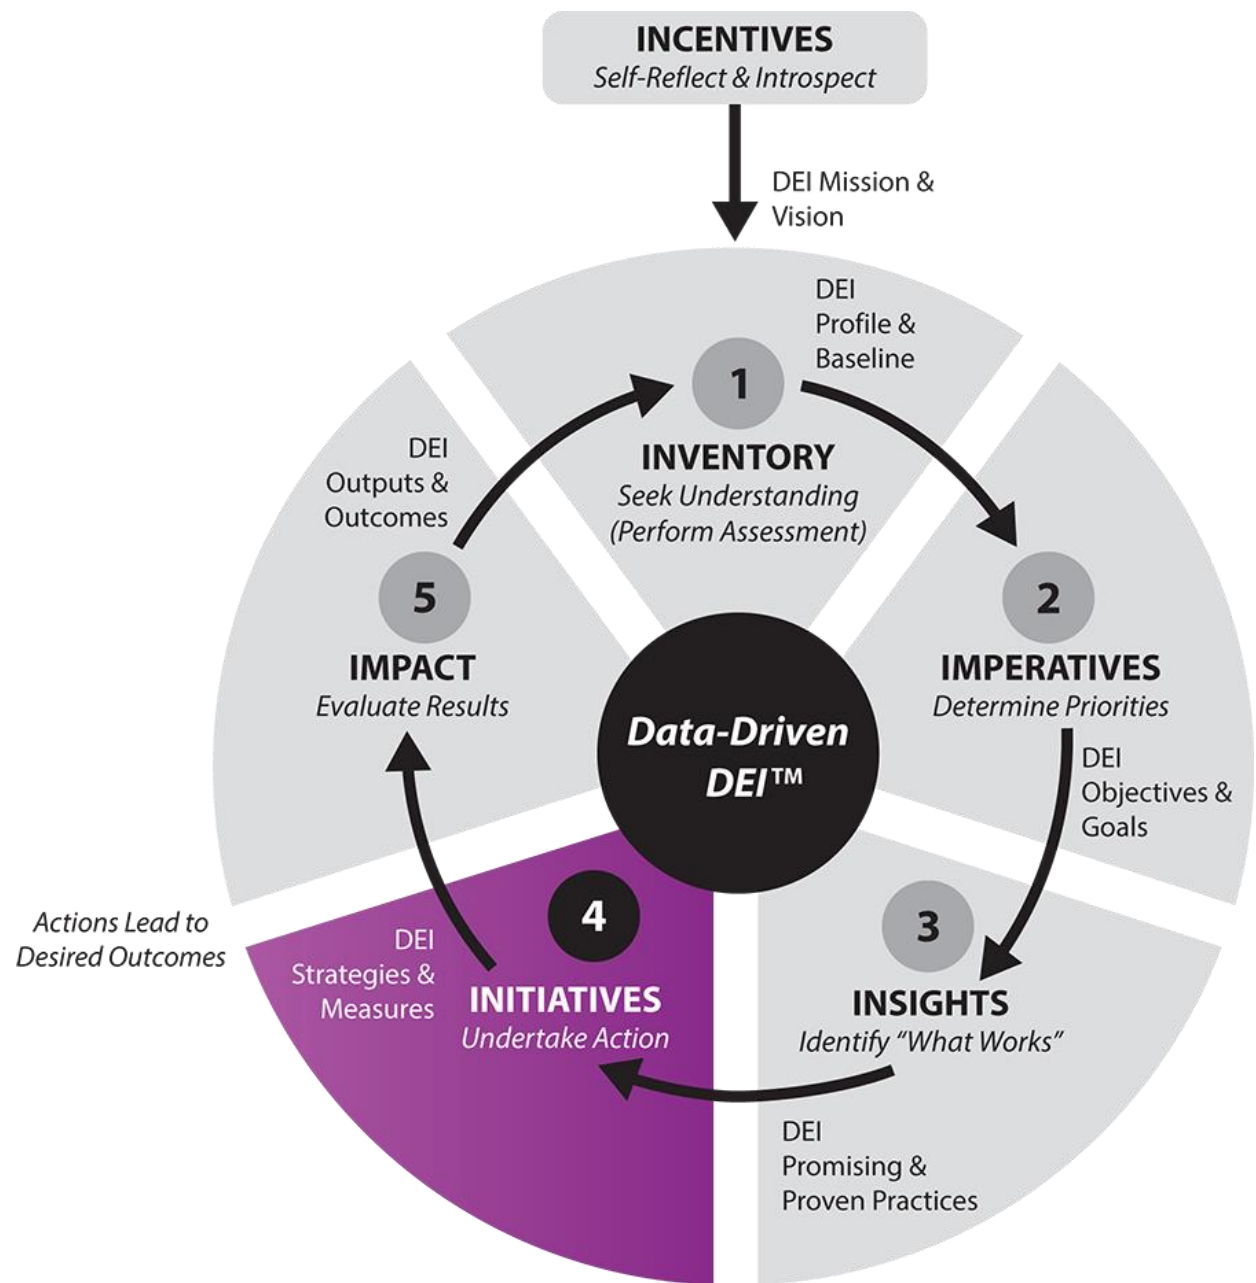 INCENTIVES
Self-Reflect & Introspect
DEI Mission &
Vision
DEI
Profile &
Baseline
1
INVENTORY
Seek Understanding
(Perform Assessment)
2
IMPERATIVES
Determine Priorities
DEI
Objectives &
Goals
3
INSIGHTS
Identify “What Works”
DEI
Promising &
Proven Practices
4
INITIATIVES
Undertake Action
DEI
Strategies &
Measures
Actions Lead to
Desired Outcomes
5
IMPACT
Evaluate Results
DEI
Outputs &
Outcomes
Data-Driven
DEI™